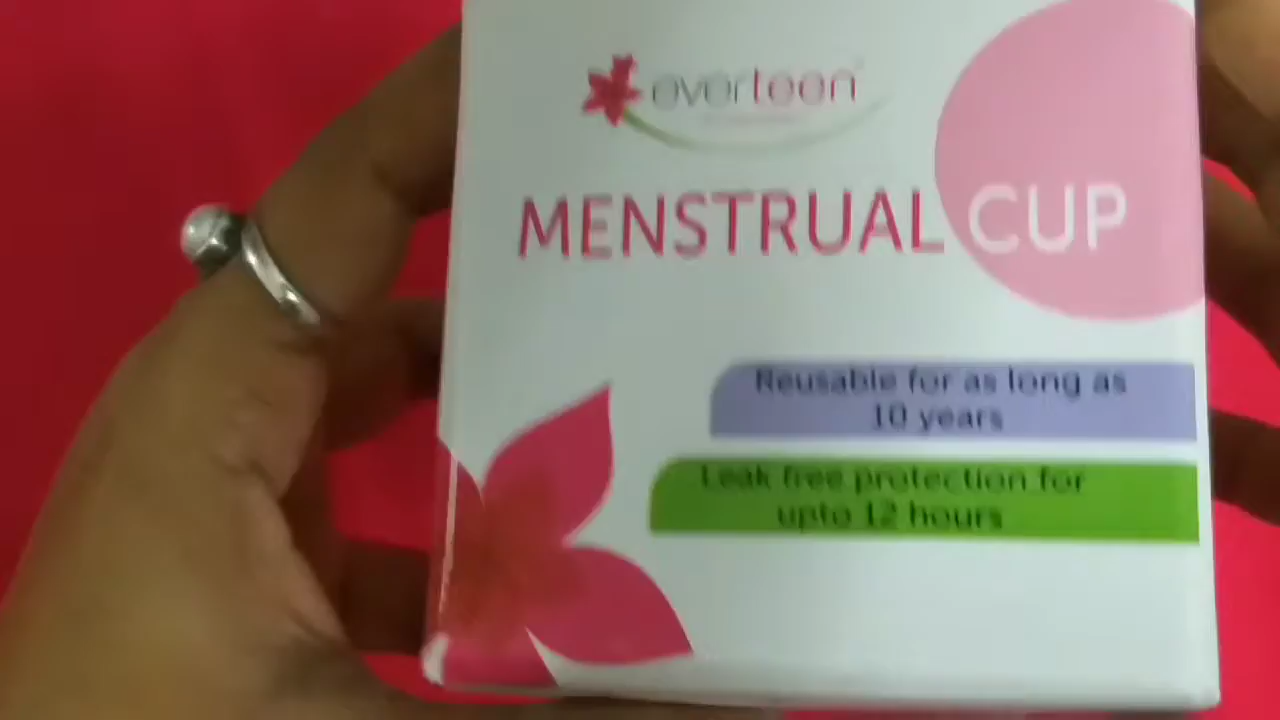 everteen
MENSTRUAL CUP
Reusable for as long as
10 years
Leak free protection for
upto 12 hours